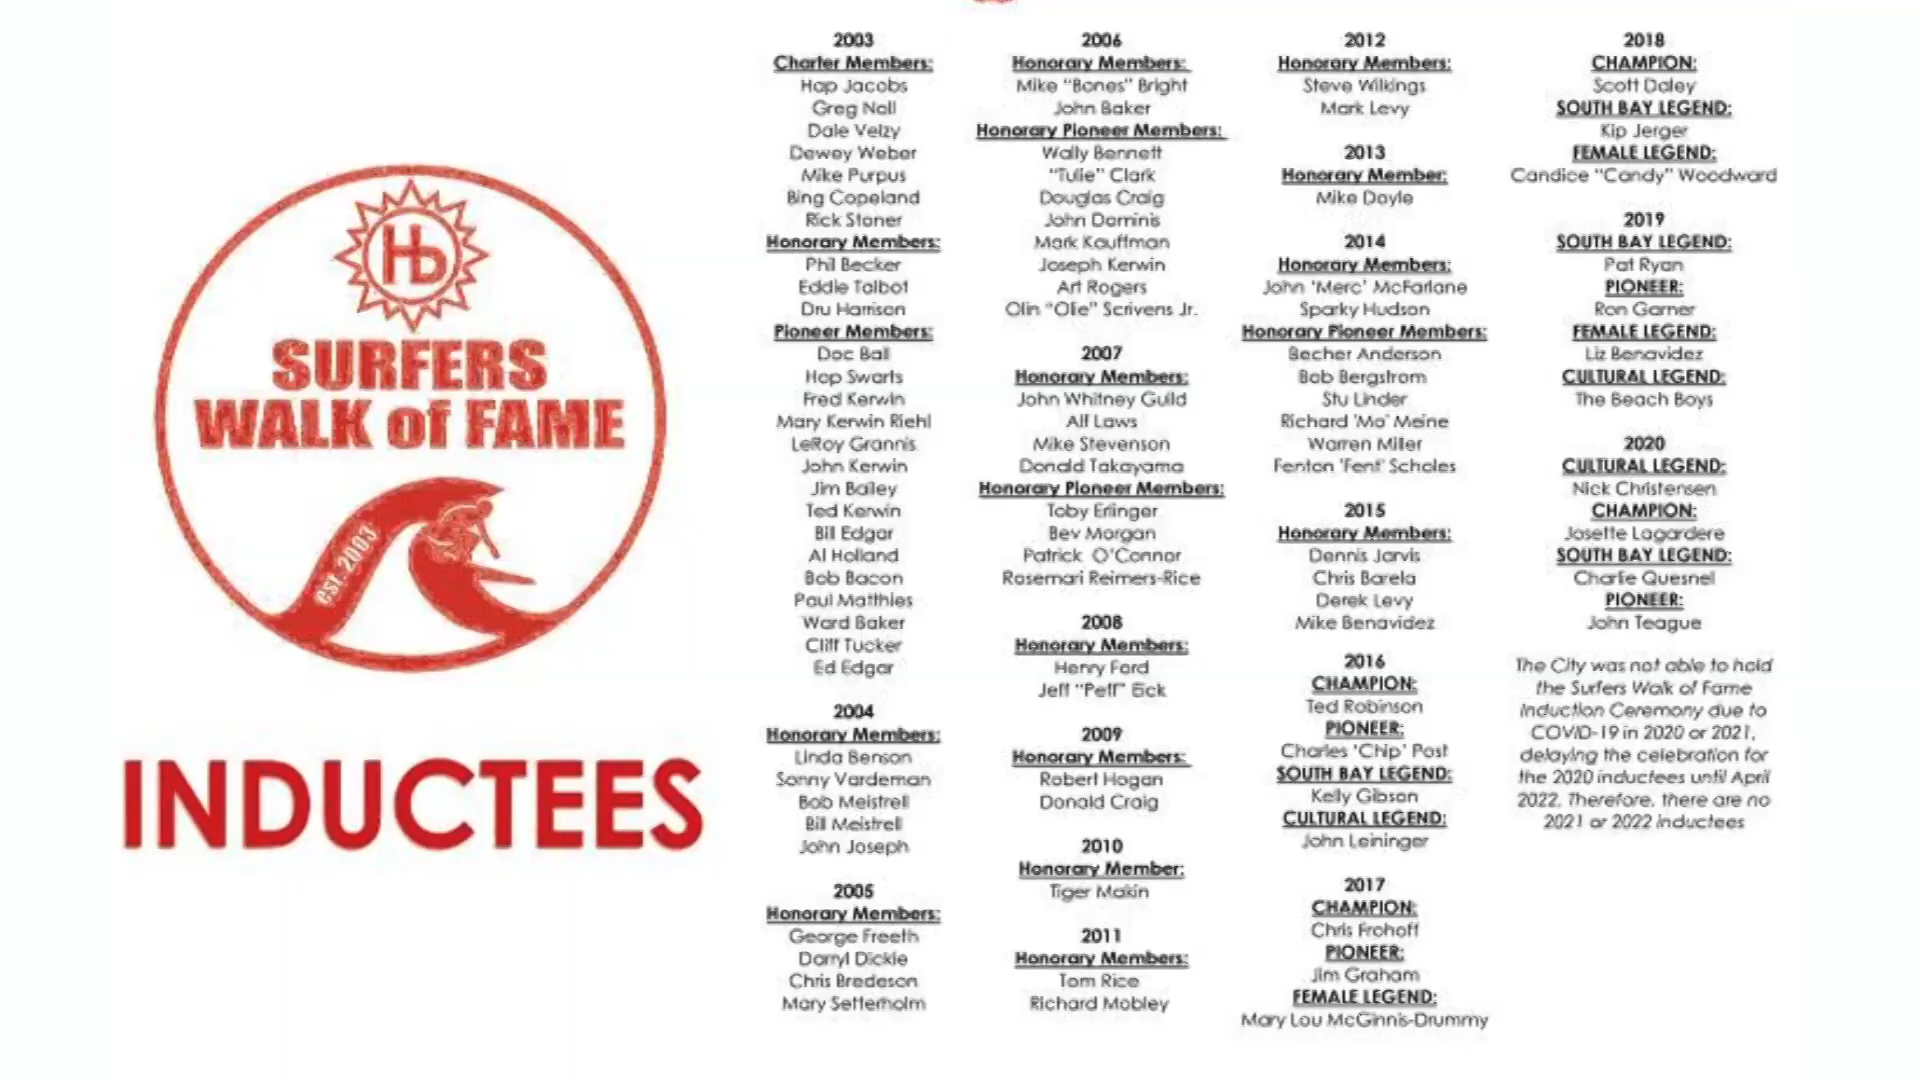 Hb
SURFERS
WALK of FAME
EST. 2003
INDUCTEES
2003
Charter Members:
Hap Jacobs
Greg Noll
Dale Velzy
Dewey Weber
Mike Purpus
Bing Copeland
Rick Stoner
Honorary Members:
Phil Becker
Eddie Talbot
Dru Harrison
Pioneer Members:
Doc Ball
Hop Swarts
Fred Kerwin
Mary Kerwin Riehl
LeRoy Grannis
John Kerwin
Jim Bailey
Ted Kerwin
Bill Edgar
Al Holland
Bob Bacon
Paul Matthies
Ward Baker
Cliff Tucker
Ed Edgar
2004
Honorary Members:
Linda Benson
Sonny Vardeman
Bob Meistrell
Bill Meistrell
John Joseph
2005
Honorary Members:
George Freeth
Darryl Dickie
Chris Bredesen
Mary Setterholm
2006
Honorary Members:
Mike "Bones" Bright
John Baker
Honorary Pioneer Members:
Wally Bennett
"Tulie" Clark
Douglas Craig
John Dominis
Mark Kauffman
Joseph Kerwin
Art Rogers
Olin "Olie" Scrivens Jr.
2007
Honorary Members:
John Whitney Guild
Alf Laws
Mike Stevenson
Donald Takayama
Honorary Pioneer Members:
Toby Erlinger
Bev Morgan
Patrick O'Connor
Rosemari Reimers-Rice
2008
Honorary Members:
Henry Ford
Jeff "Peff" Eick
2009
Honorary Members:
Robert Hogan
Donald Craig
2010
Honorary Member:
Tiger Makin
2011
Honorary Members:
Tom Rice
Richard Mobley
2012
Honorary Members:
Steve Wilkings
Mark Levy
2013
Honorary Member:
Mike Doyle
2014
Honorary Members:
John 'Merc' McFarlane
Sparky Hudson
Honorary Pioneer Members:
Becher Anderson
Bob Bergstrom
Stu Linder
Richard 'Mo' Meine
Warren Miller
Fenton 'Fent' Scholes
2015
Honorary Members:
Dennis Jarvis
Chris Barela
Derek Levy
Mike Benavidez
2016
CHAMPION:
Ted Robinson
PIONEER:
Charles 'Chip' Post
SOUTH BAY LEGEND:
Kelly Gibson
CULTURAL LEGEND:
John Leininger
2017
CHAMPION:
Chris Frohoff
PIONEER:
Jim Graham
FEMALE LEGEND:
Mary Lou McGinnis-Drummy
2018
CHAMPION:
Scott Daley
SOUTH BAY LEGEND:
Kip Jerger
FEMALE LEGEND:
Candice "Candy" Woodward
2019
SOUTH BAY LEGEND:
Pat Ryan
PIONEER:
Ron Garner
FEMALE LEGEND:
Liz Benavidez
CULTURAL LEGEND:
The Beach Boys
2020
CULTURAL LEGEND:
Nick Christensen
CHAMPION:
Josette Lagardere
SOUTH BAY LEGEND:
Charlie Quesnel
PIONEER:
John Teague
The City was not able to hold
the Surfers Walk of Fame
Induction Ceremony due to
COVID-19 in 2020 or 2021,
delaying the celebration for
the 2020 inductees until April
2022. Therefore, there are no
2021 or 2022 inductees